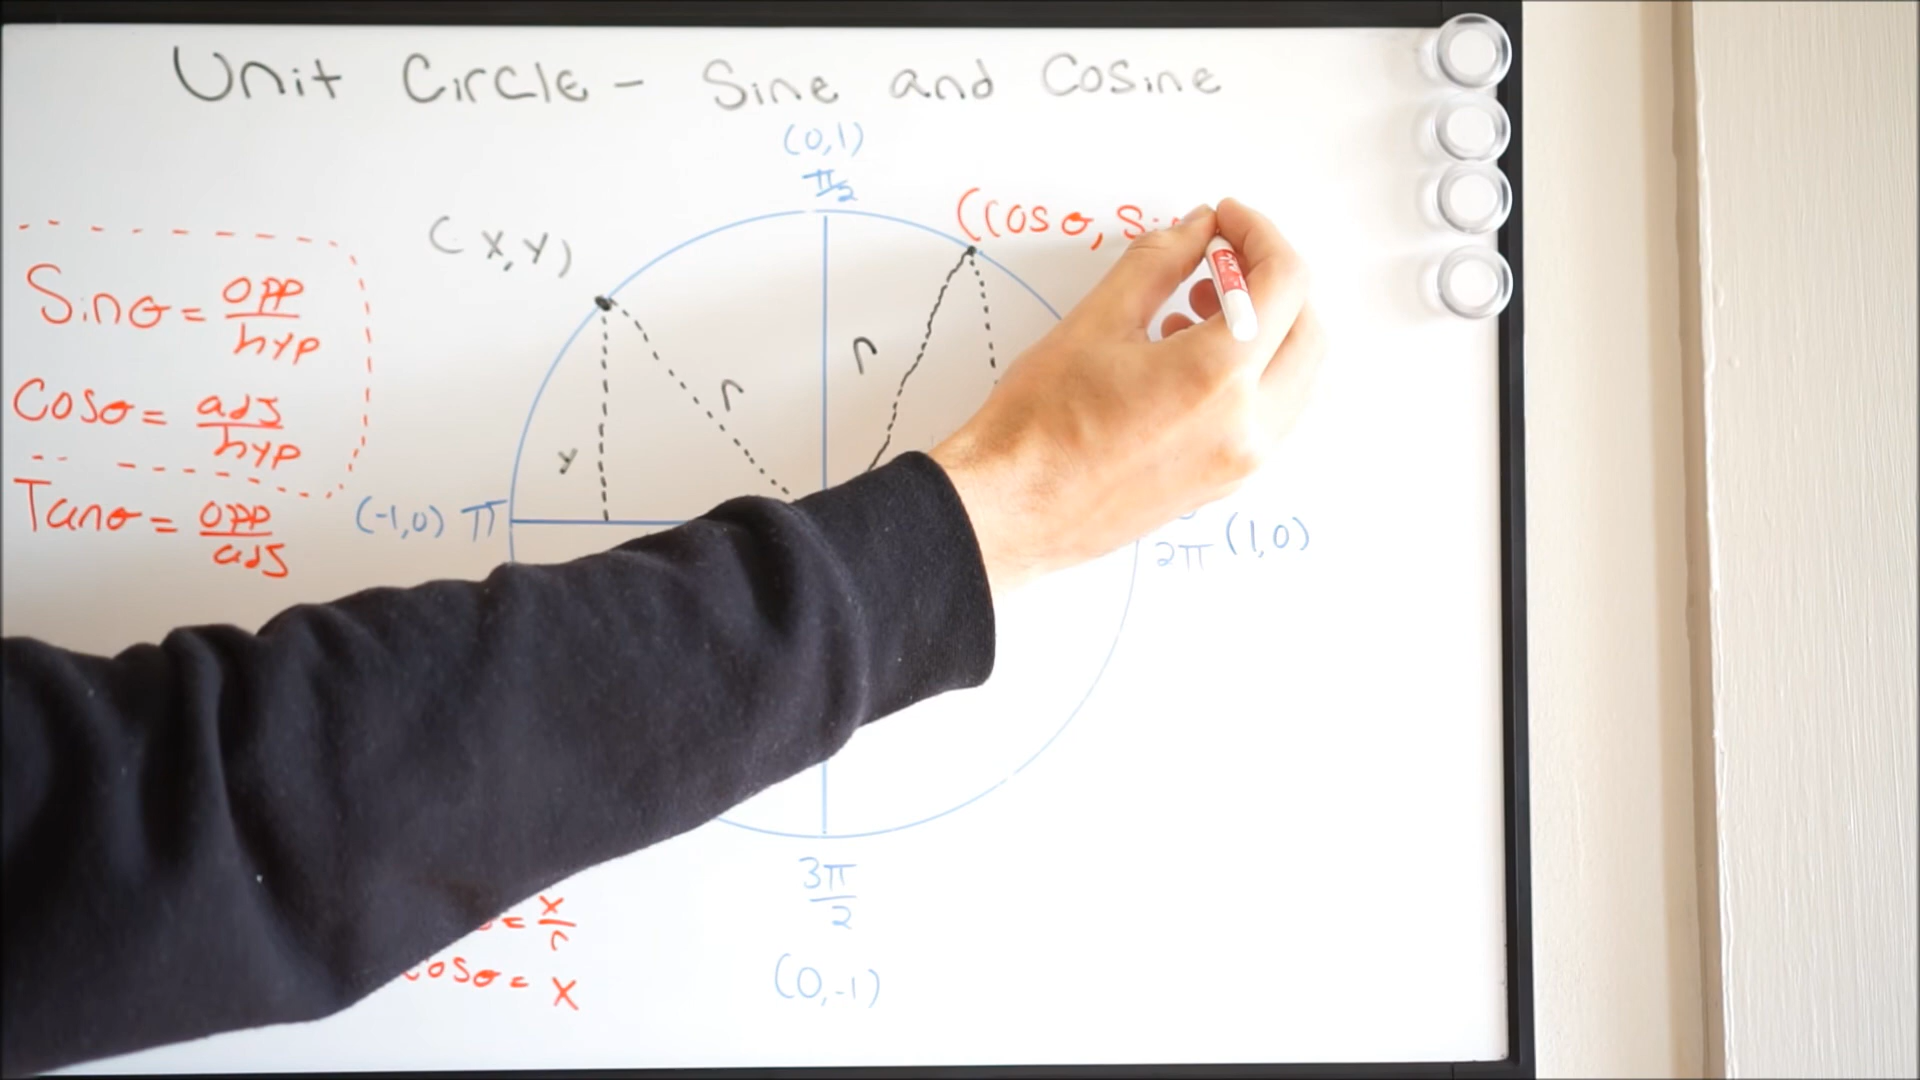 Unit Circle - Sine and Cosine
(0,1)
π/2
(cosθ, Sin
(x,y)
Sinθ = opp/hyp
r
r
Cosθ = adj/hyp
y
Tanθ = opp/adj
(-1,0) π
2π (1,0)
3π/2
= x/r
cosθ = x
(0,-1)